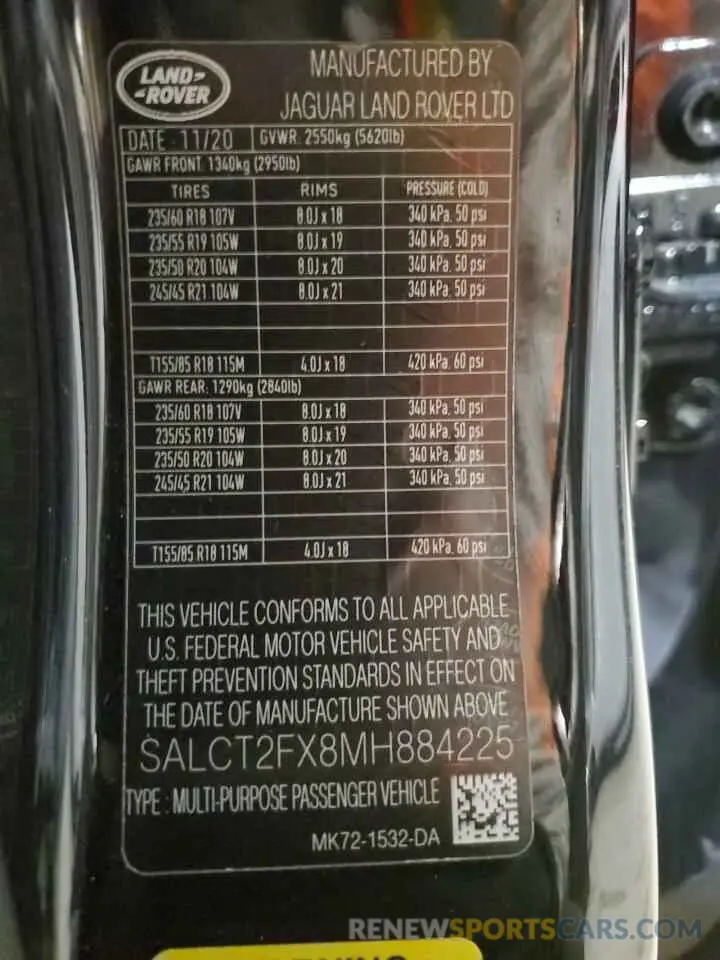 LAND-
-ROVER
MANUFACTURED BY
JAGUAR LAND ROVER LTD
DATE 11/20 GVWR: 2550kg (5620lb)
GAWR FRONT 1340kg (2950lb)
TIRES RIMS PRESSURE (COLD)
235/60 R18 107V 8.0J x 18 340 kPa, 50 psi
235/55 R19 105W 8.0J x 19 340 kPa, 50 psi
235/50 R20 104W 8.0J x 20 340 kPa, 50 psi
245/45 R21 104W 8.0J x 21 340 kPa, 50 psi
T155/85 R18 115M 4.0J x 18 420 kPa, 60 psi
GAWR REAR: 1290kg (2840lb)
235/60 R18 107V 8.0J x 18 340 kPa, 50 psi
235/55 R19 105W 8.0J x 19 340 kPa, 50 psi
235/50 R20 104W 8.0J x 20 340 kPa, 50 psi
245/45 R21 104W 8.0J x 21 340 kPa, 50 psi
T155/85 R18 115M 4.0J x 18 420 kPa, 60 psi
THIS VEHICLE CONFORMS TO ALL APPLICABLE
U.S. FEDERAL MOTOR VEHICLE SAFETY AND
THEFT PREVENTION STANDARDS IN EFFECT ON
THE DATE OF MANUFACTURE SHOWN ABOVE
SALCT2FX8MH884225
TYPE : MULTI-PURPOSE PASSENGER VEHICLE
MK72-1532-DA
RENEWSPORTSCARS.COM